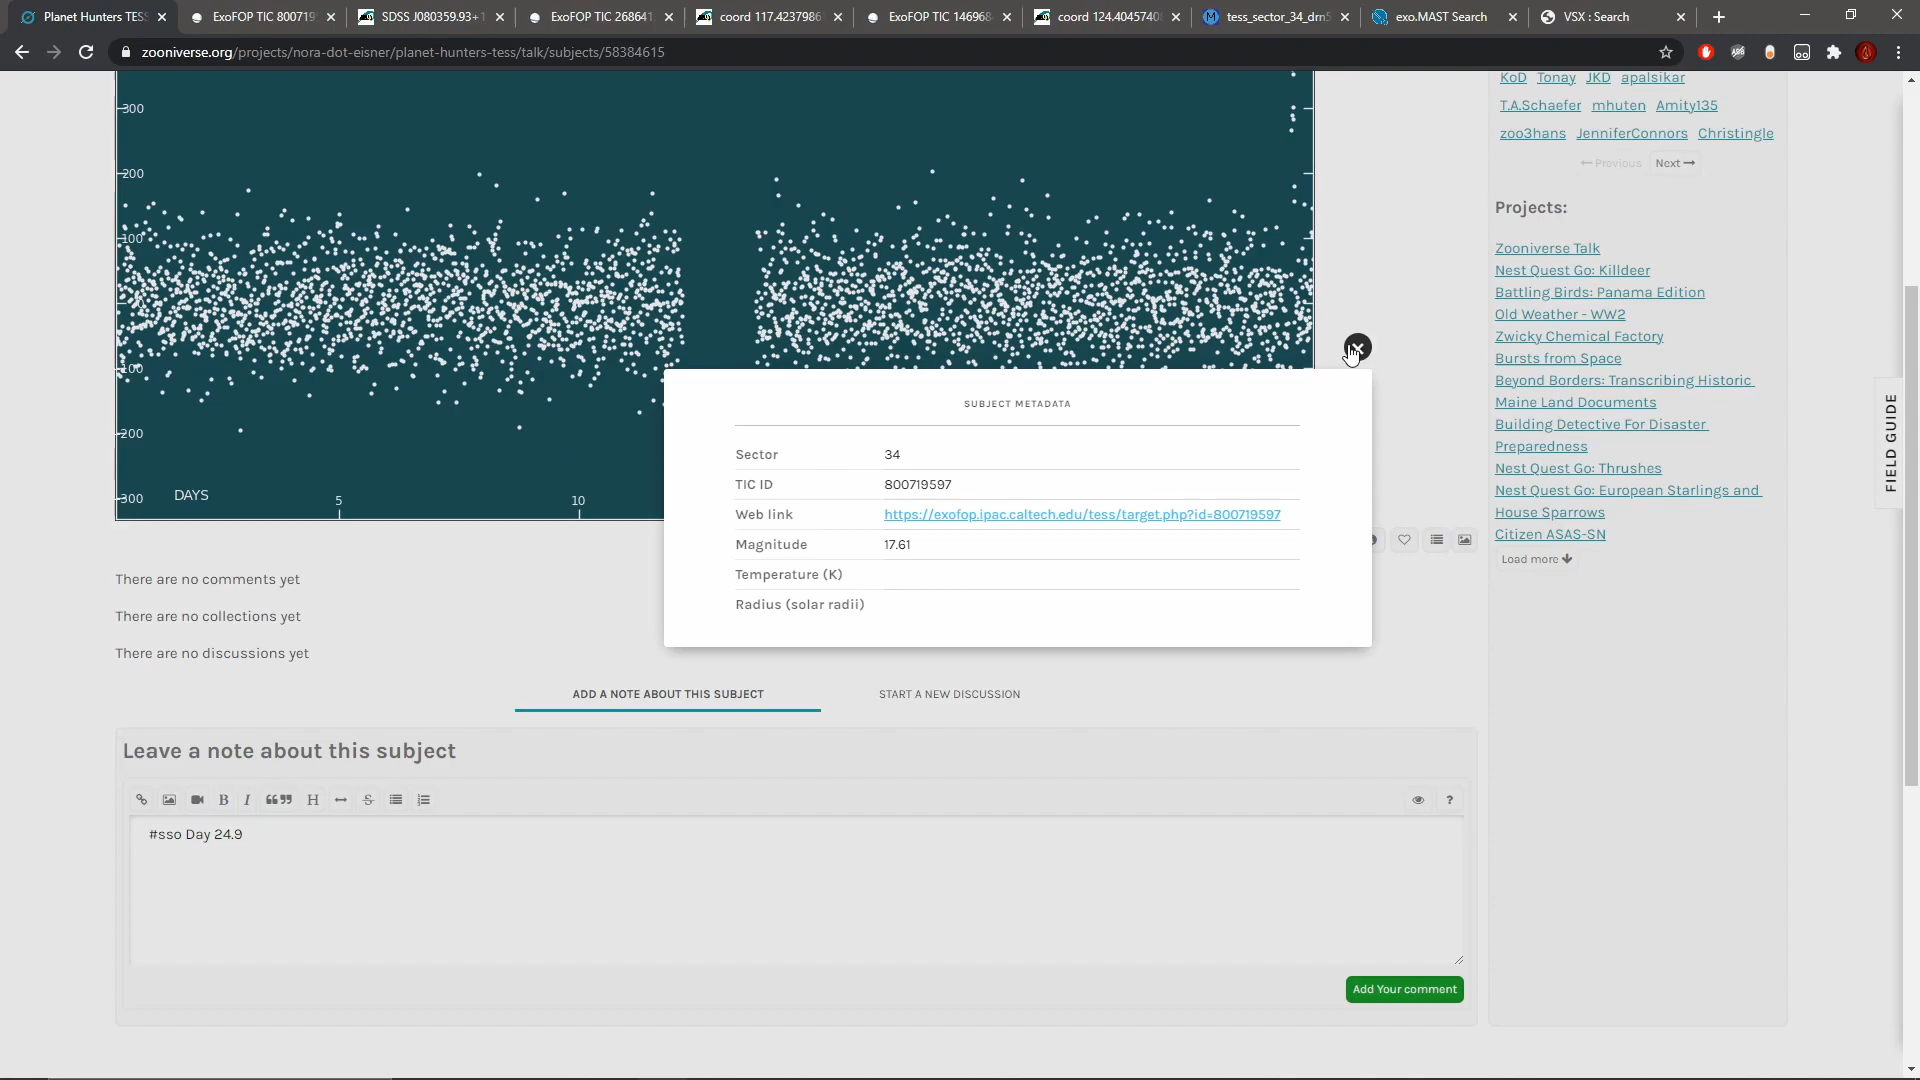 Planet Hunters TESS
ExoFOP TIC 800719
SDSS J080359.93+1
ExoFOP TIC 268641
coord 117.4237986
ExoFOP TIC 146968
coord 124.4045740
tess_sector_34_drn5
exo.MAST Search
VSX : Search
zooniverse.org/projects/nora-dot-eisner/planet-hunters-tess/talk/subjects/58384615
300
200
100
100
200
300
DAYS
5
10
SUBJECT METADATA
Sector 34
TIC ID 800719597
Web link https://exofop.ipac.caltech.edu/tess/target.php?id=800719597
Magnitude 17.61
Temperature (K)
Radius (solar radii)
There are no comments yet
There are no collections yet
There are no discussions yet
ADD A NOTE ABOUT THIS SUBJECT
START A NEW DISCUSSION
Leave a note about this subject
B I H S ?
#sso Day 24.9
Add Your comment
KoD Tonay JKD apalsikar
T.A.Schaefer mhuten Amity135
zoo3hans JenniferConnors Christingle
← Previous Next →
Projects:
Zooniverse Talk
Nest Quest Go: Killdeer
Battling Birds: Panama Edition
Old Weather - WW2
Zwicky Chemical Factory
Bursts from Space
Beyond Borders: Transcribing Historic
Maine Land Documents
Building Detective For Disaster
Preparedness
Nest Quest Go: Thrushes
Nest Quest Go: European Starlings and
House Sparrows
Citizen ASAS-SN
Load more
FIELD GUIDE